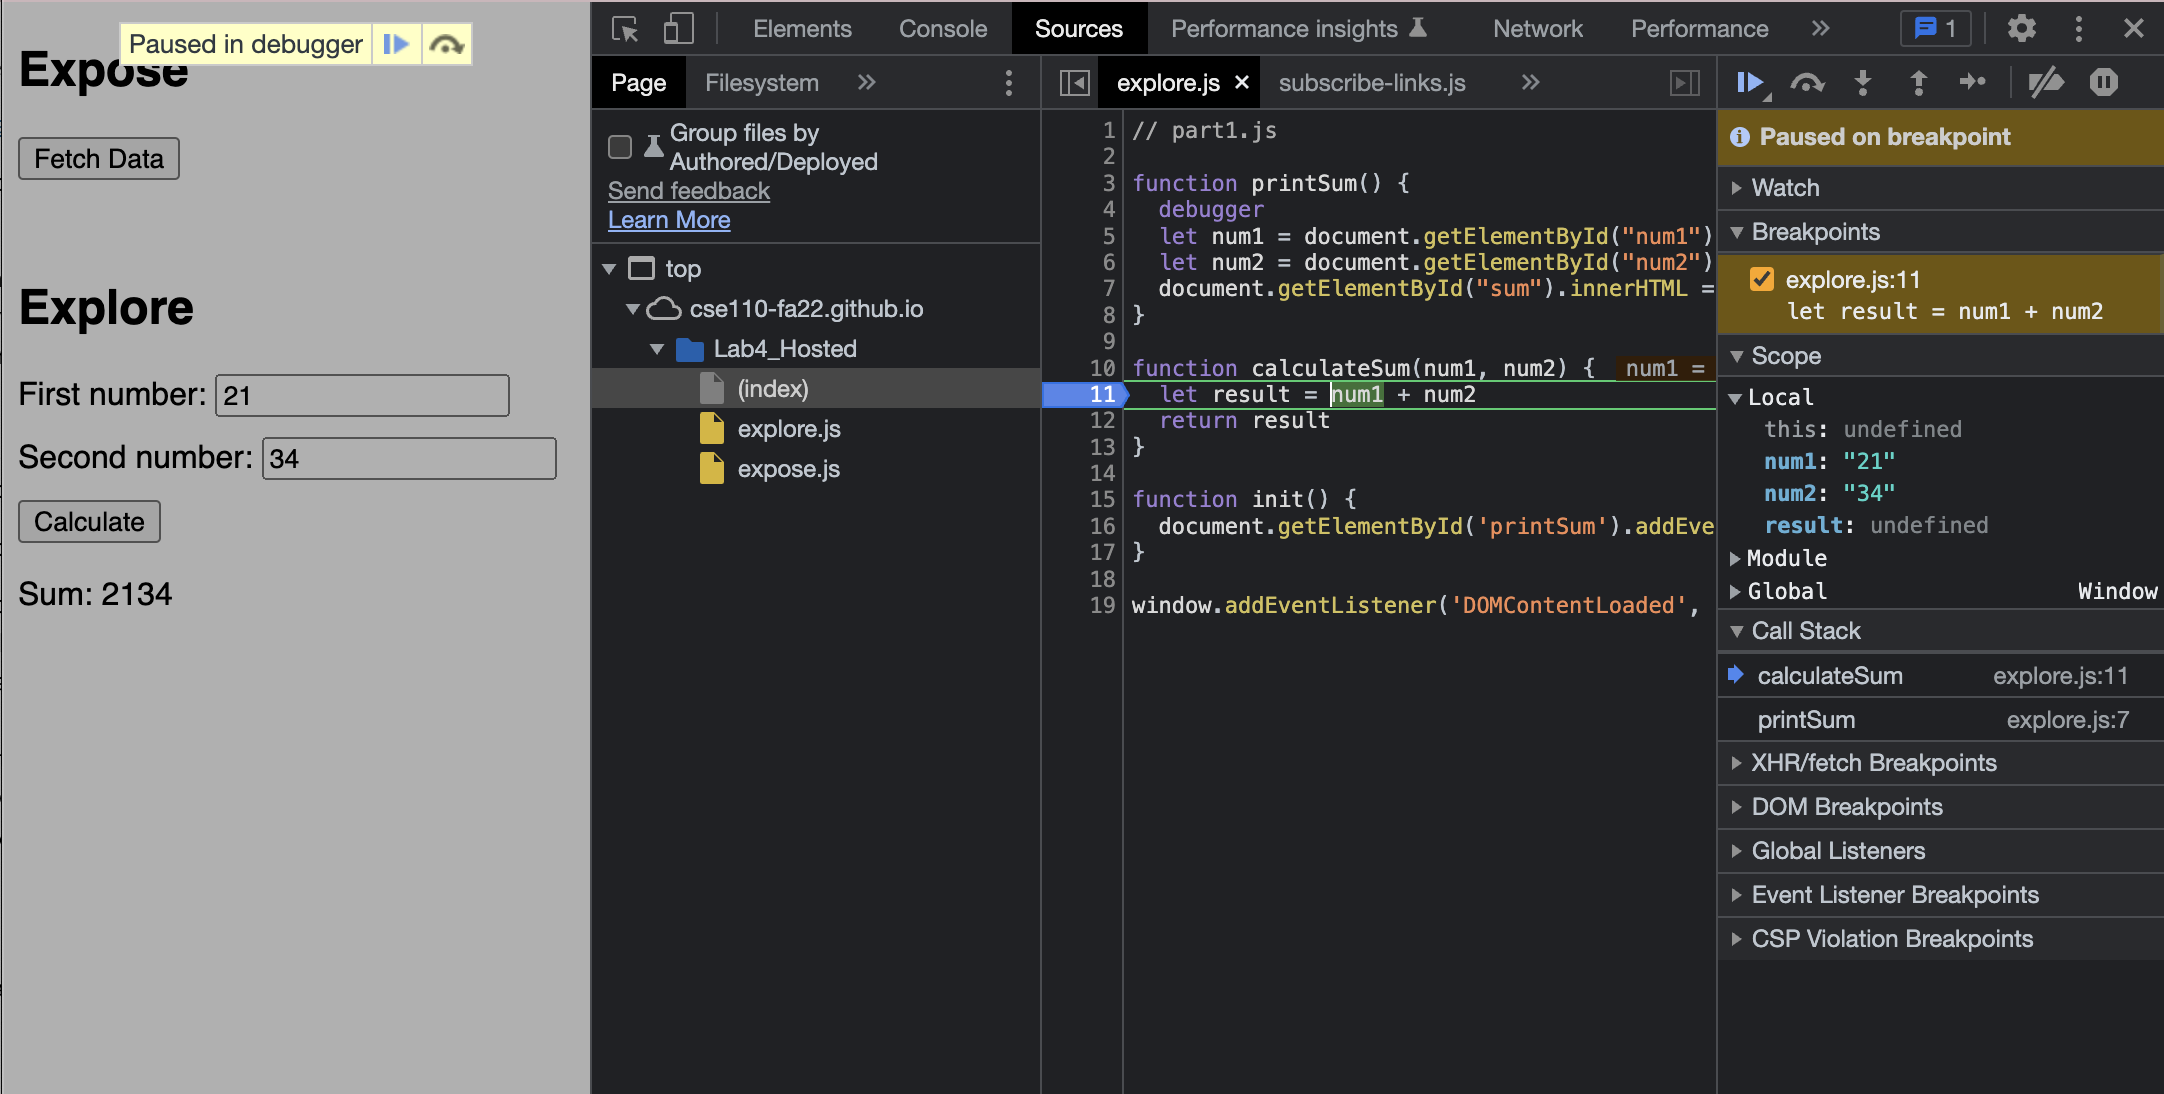 Paused in debugger
Expose
Fetch Data
Explore
First number: 21
Second number: 34
Calculate
Sum: 2134
Elements Console Sources Performance insights Network Performance » 1
Page Filesystem »
Group files by
Authored/Deployed
Send feedback
Learn More
top
cse110-fa22.github.io
Lab4_Hosted
(index)
explore.js
expose.js
explore.js × subscribe-links.js »
1 // part1.js
2
3 function printSum() {
4 debugger
5 let num1 = document.getElementById("num1")
6 let num2 = document.getElementById("num2")
7 document.getElementById("sum").innerHTML =
8 }
9
10 function calculateSum(num1, num2) { num1 =
11 let result = num1 + num2
12 return result
13 }
14
15 function init() {
16 document.getElementById('printSum').addEve
17 }
18
19 window.addEventListener('DOMContentLoaded',
Paused on breakpoint
Watch
Breakpoints
explore.js:11
let result = num1 + num2
Scope
Local
this: undefined
num1: "21"
num2: "34"
result: undefined
Module
Global Window
Call Stack
calculateSum explore.js:11
printSum explore.js:7
XHR/fetch Breakpoints
DOM Breakpoints
Global Listeners
Event Listener Breakpoints
CSP Violation Breakpoints